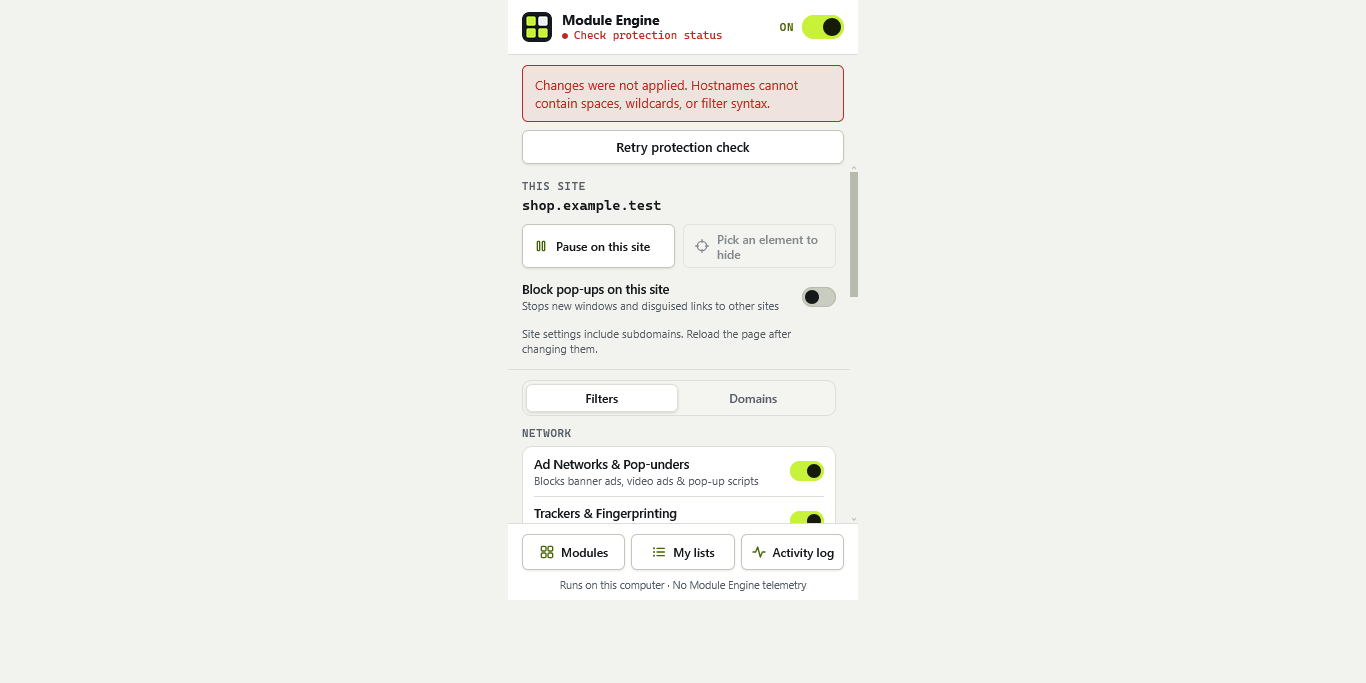 Module Engine
Check protection status
ON
Changes were not applied. Hostnames cannot
contain spaces, wildcards, or filter syntax.
Retry protection check
THIS SITE
shop.example.test
Pause on this site
Pick an element to
hide
Block pop-ups on this site
Stops new windows and disguised links to other sites
Site settings include subdomains. Reload the page after
changing them.
Filters
Domains
NETWORK
Ad Networks & Pop-unders
Blocks banner ads, video ads & pop-up scripts
Trackers & Fingerprinting
Modules
My lists
Activity log
Runs on this computer · No Module Engine telemetry